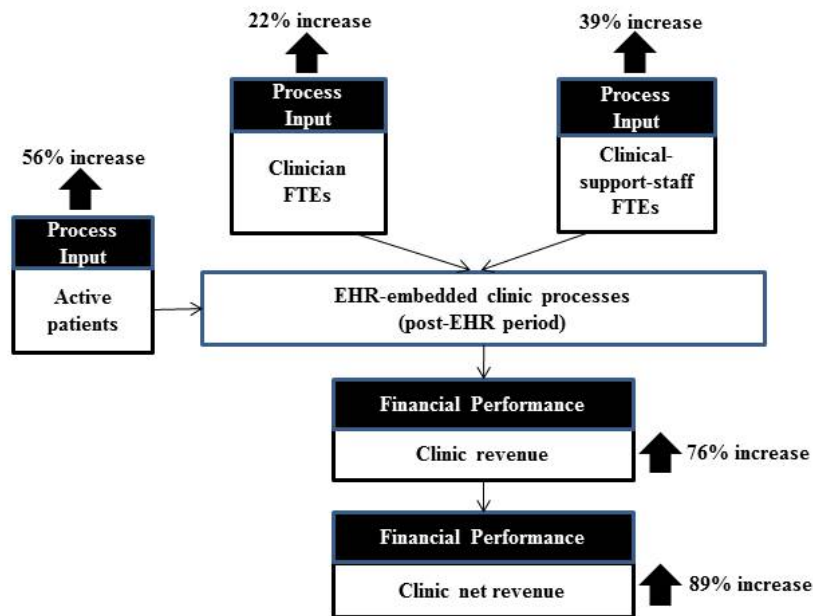 22% increase
39% increase
Process
Input
Clinician
FTEs
Process
Input
Clinical-
support-staff
FTEs
56% increase
Process
Input
Active
patients
EHR-embedded clinic processes
(post-EHR period)
Financial Performance
Clinic revenue
76% increase
Financial Performance
Clinic net revenue
89% increase